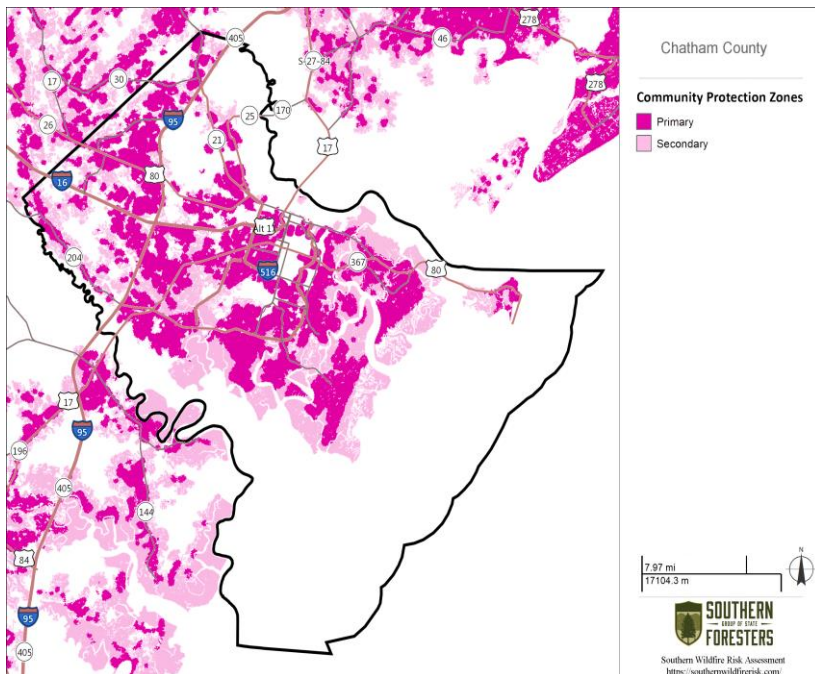 Chatham County
Community Protection Zones
Primary
Secondary
7.97 mi
17104.3 m
N
SOUTHERN
GROUP OF STATE
FORESTERS
Southern Wildfire Risk Assessment
https://southernwildfirerisk.com/
405
46
278
S-27-84
17
30
278
26
95
170
25
17
21
80
16
Alt 17
204
516
367
80
17
95
196
405
144
84
95
405